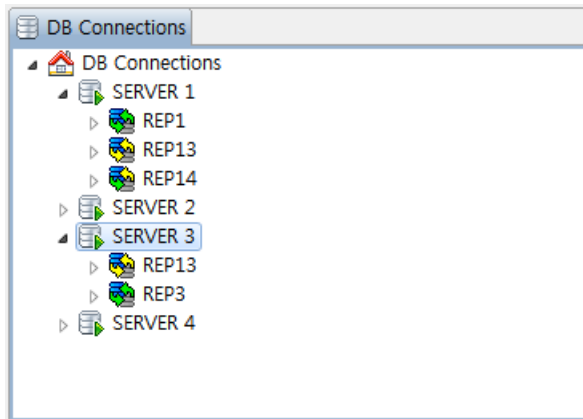 DB Connections
DB Connections
SERVER 1
REP1
REP13
REP14
SERVER 2
SERVER 3
REP13
REP3
SERVER 4